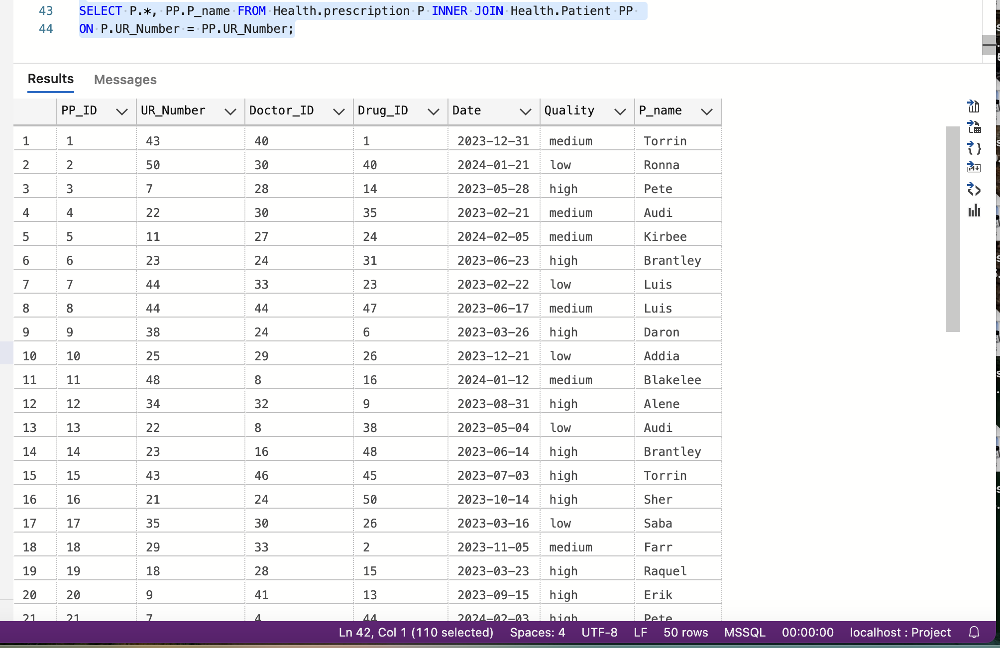 43 SELECT P.*, PP.P_name FROM Health.prescription P INNER JOIN Health.Patient PP
44 ON P.UR_Number = PP.UR_Number;
Results Messages
PP_ID UR_Number Doctor_ID Drug_ID Date Quality P_name
1 1 43 40 1 2023-12-31 medium Torrin
2 2 50 30 40 2024-01-21 low Ronna
3 3 7 28 14 2023-05-28 high Pete
4 4 22 30 35 2023-02-21 medium Audi
5 5 11 27 24 2024-02-05 medium Kirbee
6 6 23 24 31 2023-06-23 high Brantley
7 7 44 33 23 2023-02-22 low Luis
8 8 44 44 47 2023-06-17 medium Luis
9 9 38 24 6 2023-03-26 high Daron
10 10 25 29 26 2023-12-21 low Addia
11 11 48 8 16 2024-01-12 medium Blakelee
12 12 34 32 9 2023-08-31 high Alene
13 13 22 8 38 2023-05-04 low Audi
14 14 23 16 48 2023-06-14 high Brantley
15 15 43 46 45 2023-07-03 high Torrin
16 16 21 24 50 2023-10-14 high Sher
17 17 35 30 26 2023-03-16 low Saba
18 18 29 33 2 2023-11-05 medium Farr
19 19 18 28 15 2023-03-23 high Raquel
20 20 9 41 13 2023-09-15 high Erik
21 21 7 4 44 2024-02-03 high Pete
Ln 42, Col 1 (110 selected) Spaces: 4 UTF-8 LF 50 rows MSSQL 00:00:00 localhost : Project